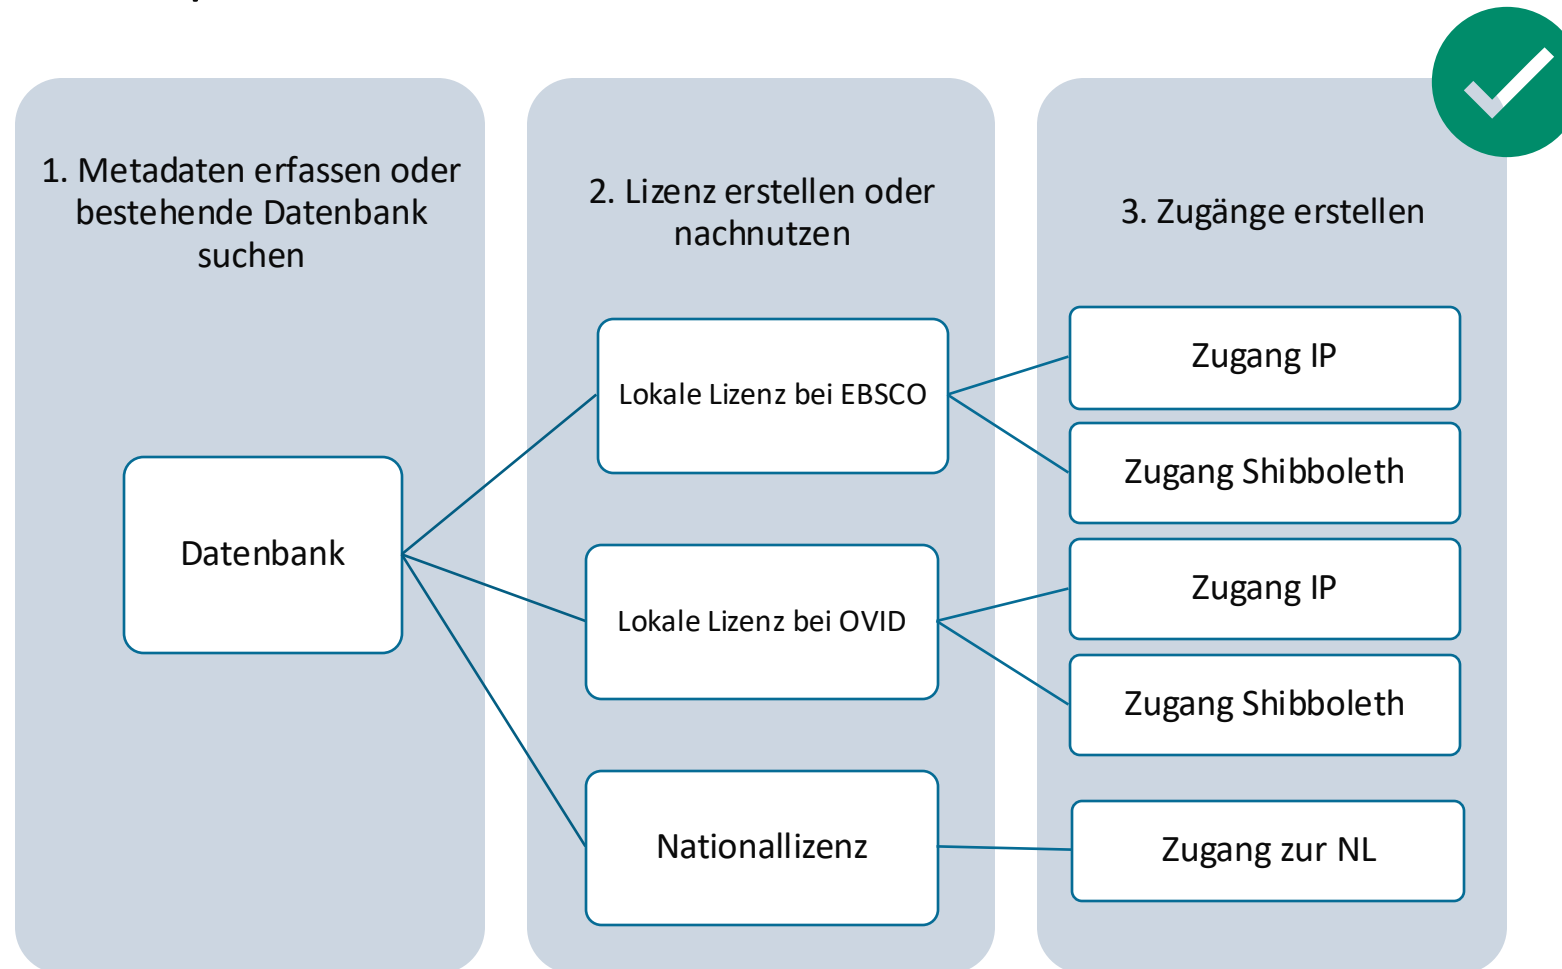 1. Metadaten erfassen oder
bestehende Datenbank
suchen
2. Lizenz erstellen oder
nachnutzen
3. Zugänge erstellen
Datenbank
Lokale Lizenz bei EBSCO
Lokale Lizenz bei OVID
Nationallizenz
Zugang IP
Zugang Shibboleth
Zugang IP
Zugang Shibboleth
Zugang zur NL